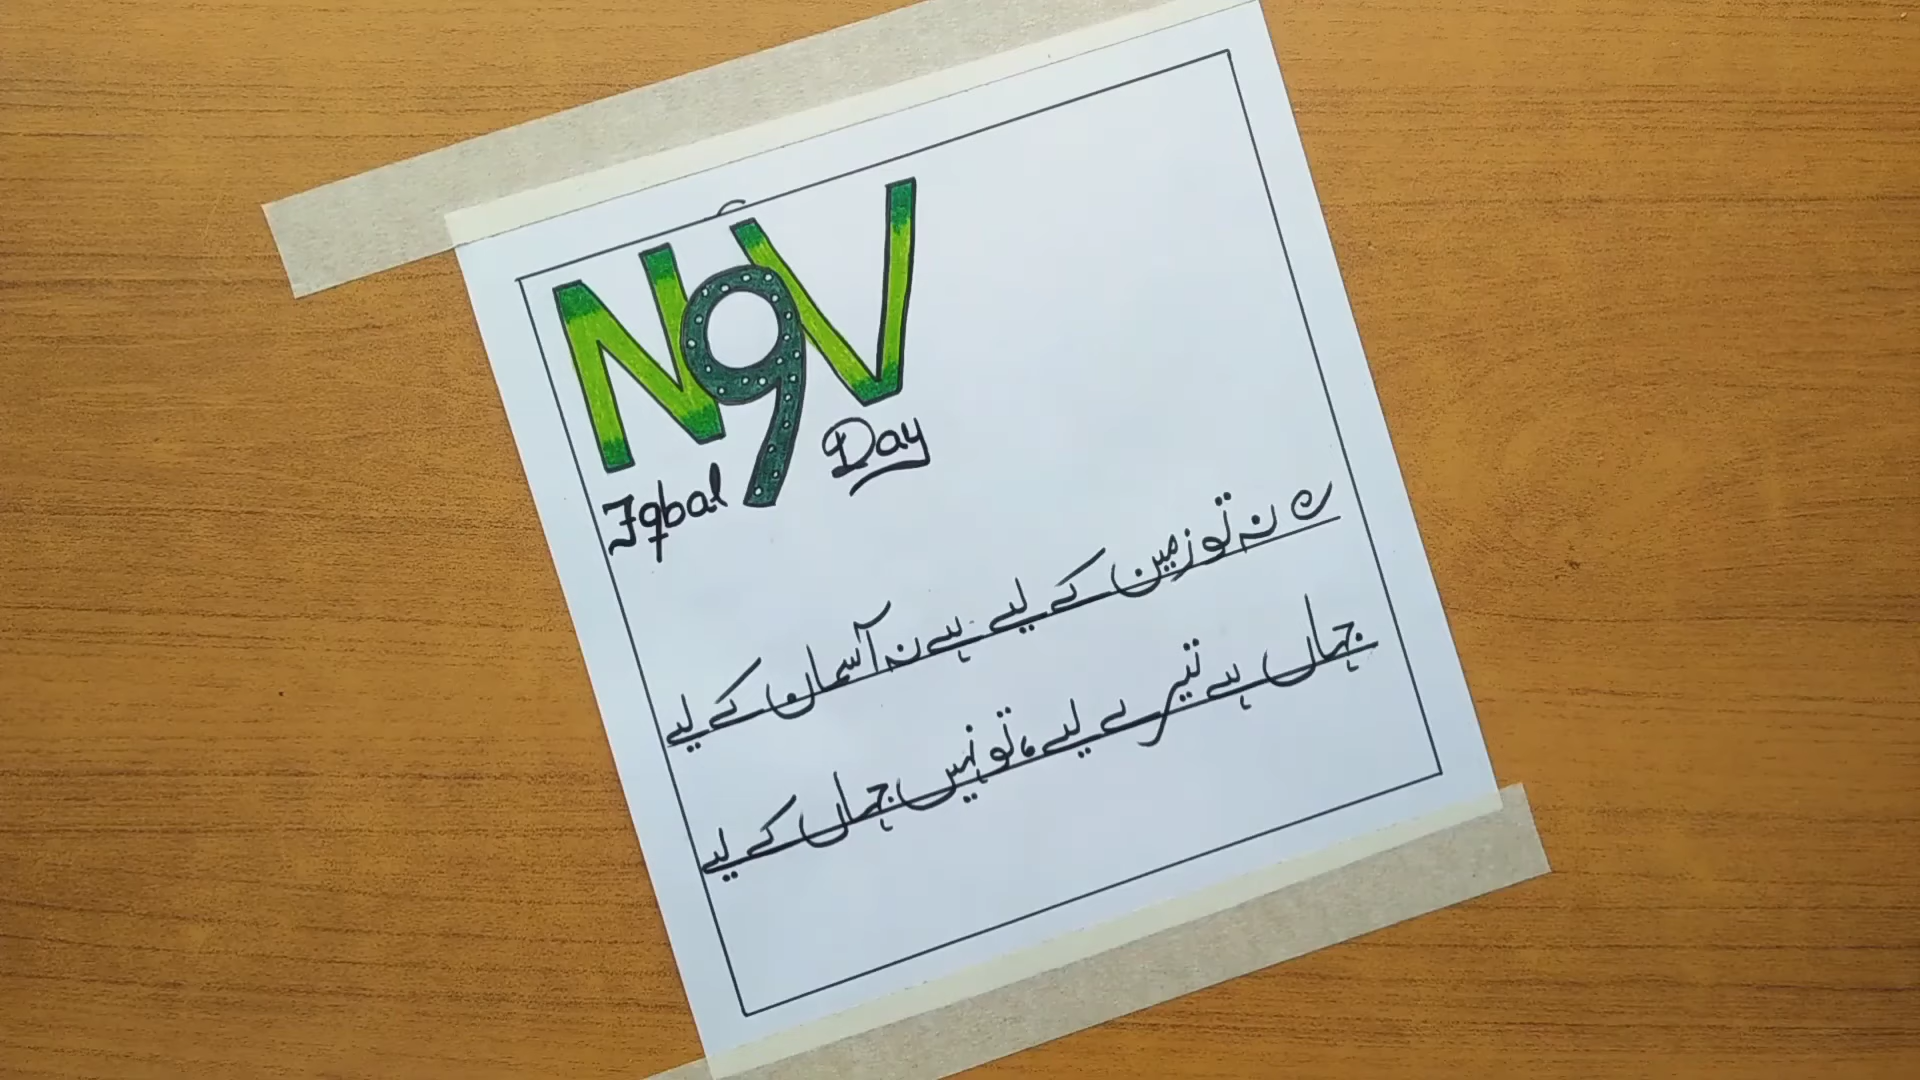 N9V
Iqbal Day
نہ تو زمیں کے لیے ہے نہ آسماں کے لیے
جہاں ہے تیرے لیے، تو نہیں جہاں کے لیے